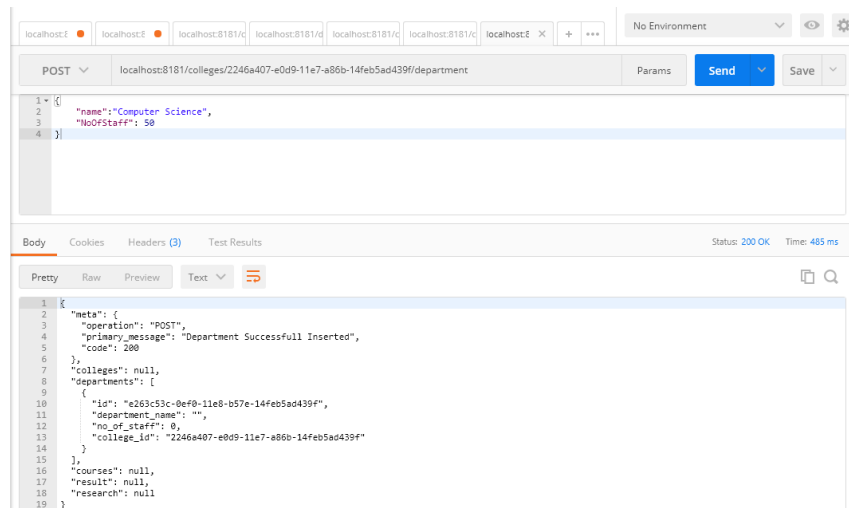 localhost:8 localhost:8 localhost:8181/c localhost:8181/d localhost:8181/c localhost:8181/c localhost:8 × + ••• No Environment
POST localhost:8181/colleges/2246a407-e0d9-11e7-a86b-14feb5ad439f/department Params Send Save
1 {
2 "name":"Computer Science",
3 "NoOfStaff": 50
4 }
Body Cookies Headers (3) Test Results Status: 200 OK Time: 485 ms
Pretty Raw Preview Text
1 {
2 "meta": {
3 "operation": "POST",
4 "primary_message": "Department Successfull Inserted",
5 "code": 200
6 },
7 "colleges": null,
8 "departments": [
9 {
10 "id": "e263c53c-0ef0-11e8-b57e-14feb5ad439f",
11 "department_name": "",
12 "no_of_staff": 0,
13 "college_id": "2246a407-e0d9-11e7-a86b-14feb5ad439f"
14 }
15 ],
16 "courses": null,
17 "result": null,
18 "research": null
19 }